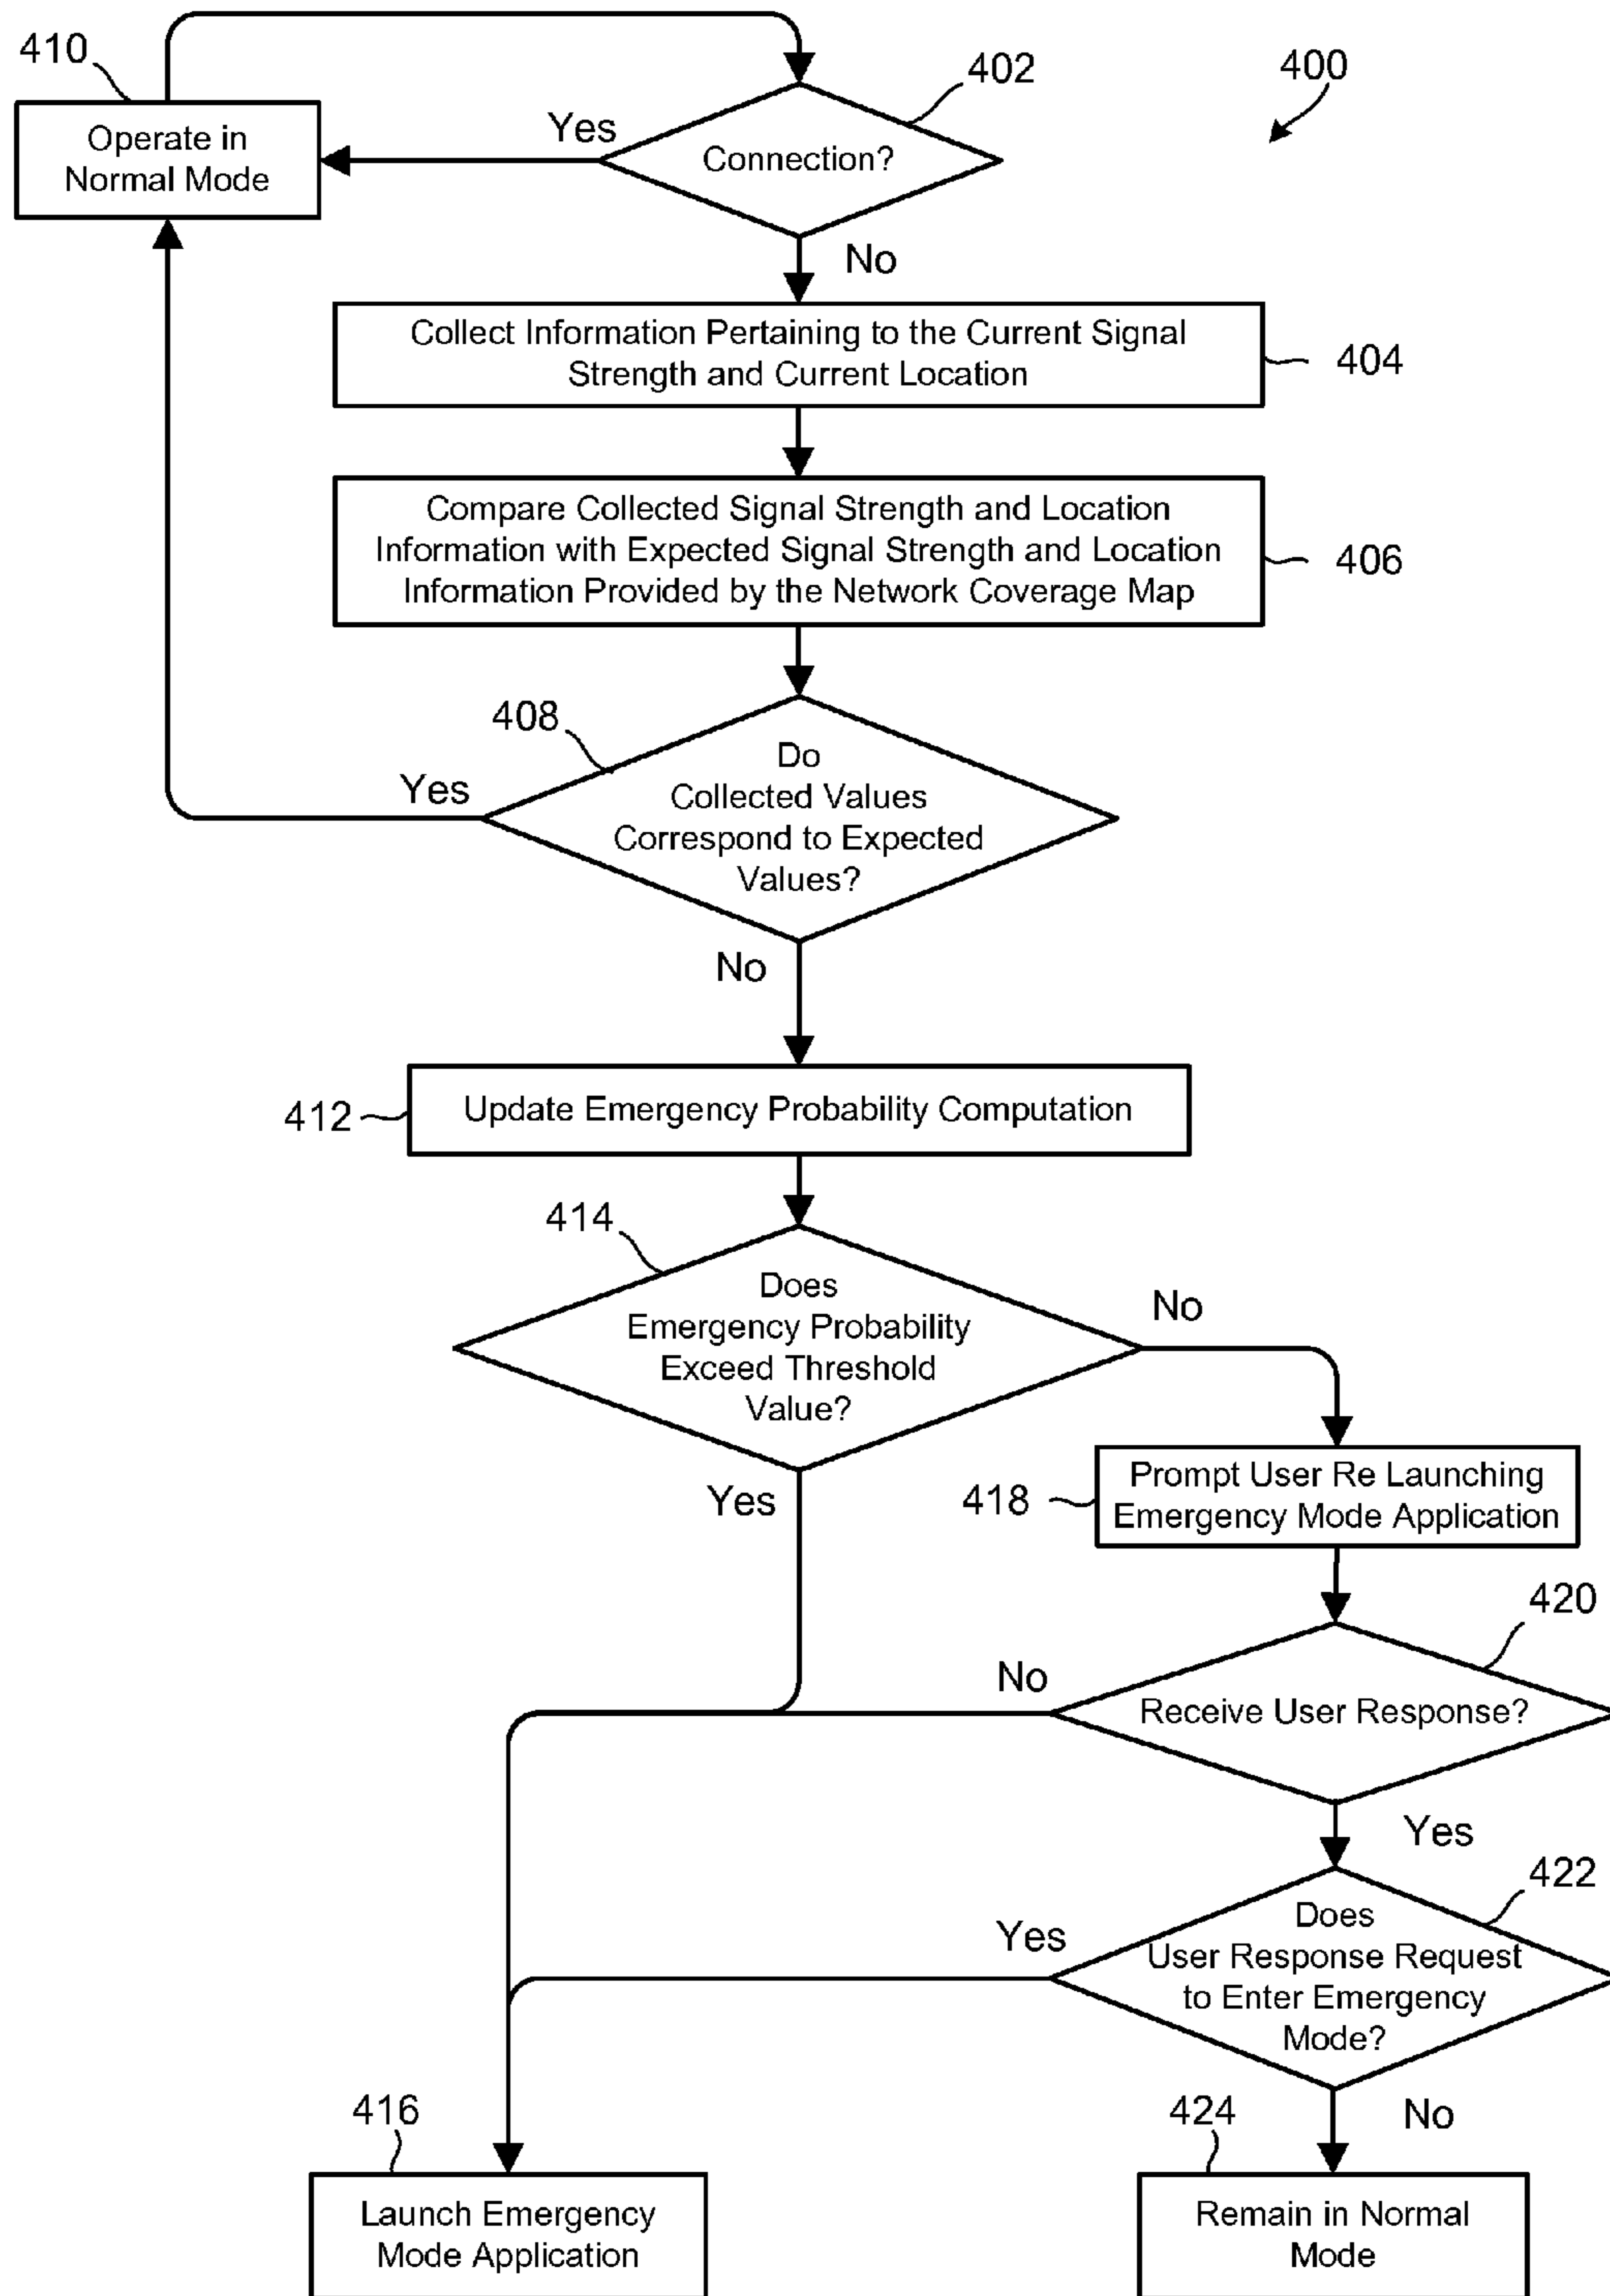 410
402
400
Operate in
Normal Mode
Yes
Connection?
No
Collect Information Pertaining to the Current Signal
Strength and Current Location
404
Compare Collected Signal Strength and Location
Information with Expected Signal Strength and Location
Information Provided by the Network Coverage Map
406
408
Yes
Do
Collected Values
Correspond to Expected
Values?
No
412
Update Emergency Probability Computation
414
Does
Emergency Probability
Exceed Threshold
Value?
No
Yes
418
Prompt User Re Launching
Emergency Mode Application
420
No
Receive User Response?
Yes
422
Yes
Does
User Response Request
to Enter Emergency
Mode?
No
416
424
Launch Emergency
Mode Application
Remain in Normal
Mode